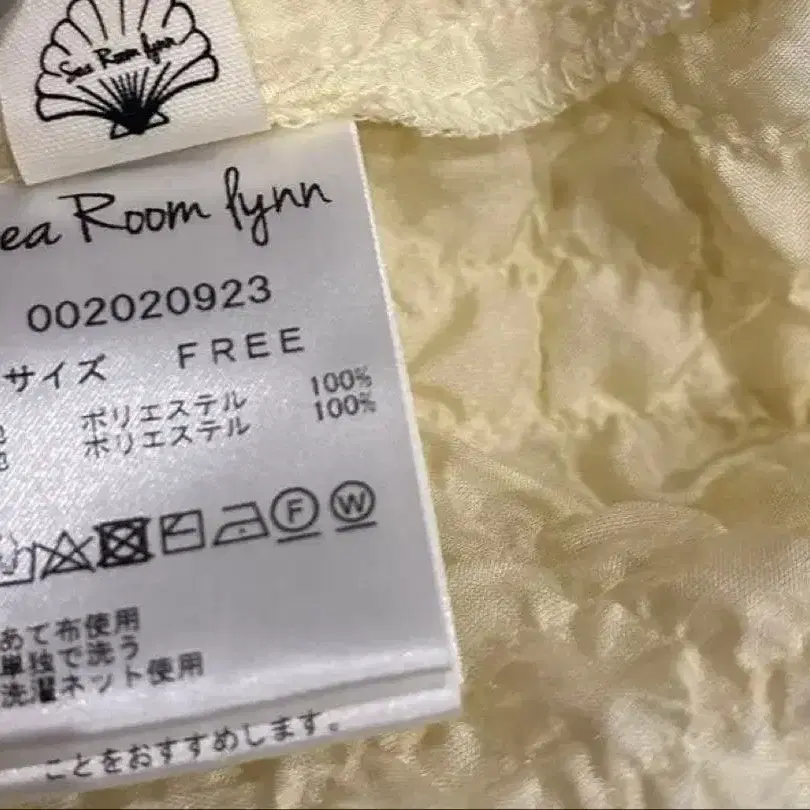 Sea Room lynn
ea Room lynn
002020923
サイズ FREE
ポリエステル 100%
ポリエステル 100%
F W
あて布使用
単独で洗う
洗濯ネット使用
ことをおすすめします。